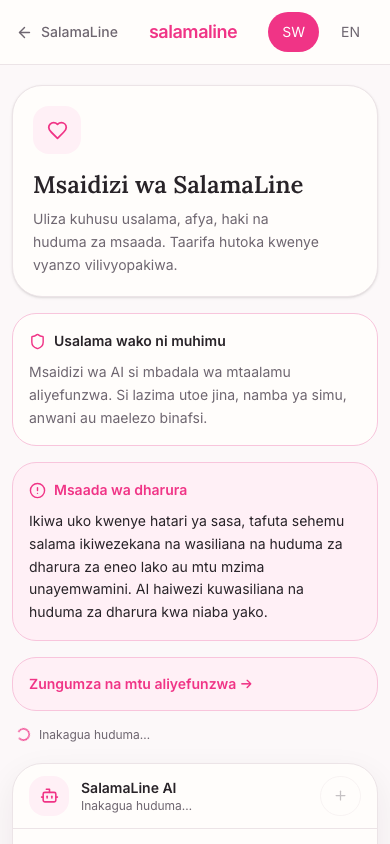 ← SalamaLine salamaline SW EN
Msaidizi wa SalamaLine
Uliza kuhusu usalama, afya, haki na
huduma za msaada. Taarifa hutoka kwenye
vyanzo vilivyopakiwa.
Usalama wako ni muhimu
Msaidizi wa AI si mbadala wa mtaalamu
aliyefunzwa. Si lazima utoe jina, namba ya simu,
anwani au maelezo binafsi.
Msaada wa dharura
Ikiwa uko kwenye hatari ya sasa, tafuta sehemu
salama ikiwezekana na wasiliana na huduma za
dharura za eneo lako au mtu mzima
unayemwamini. AI haiwezi kuwasiliana na
huduma za dharura kwa niaba yako.
Zungumza na mtu aliyefunzwa →
Inakagua huduma...
SalamaLine AI
Inakagua huduma...